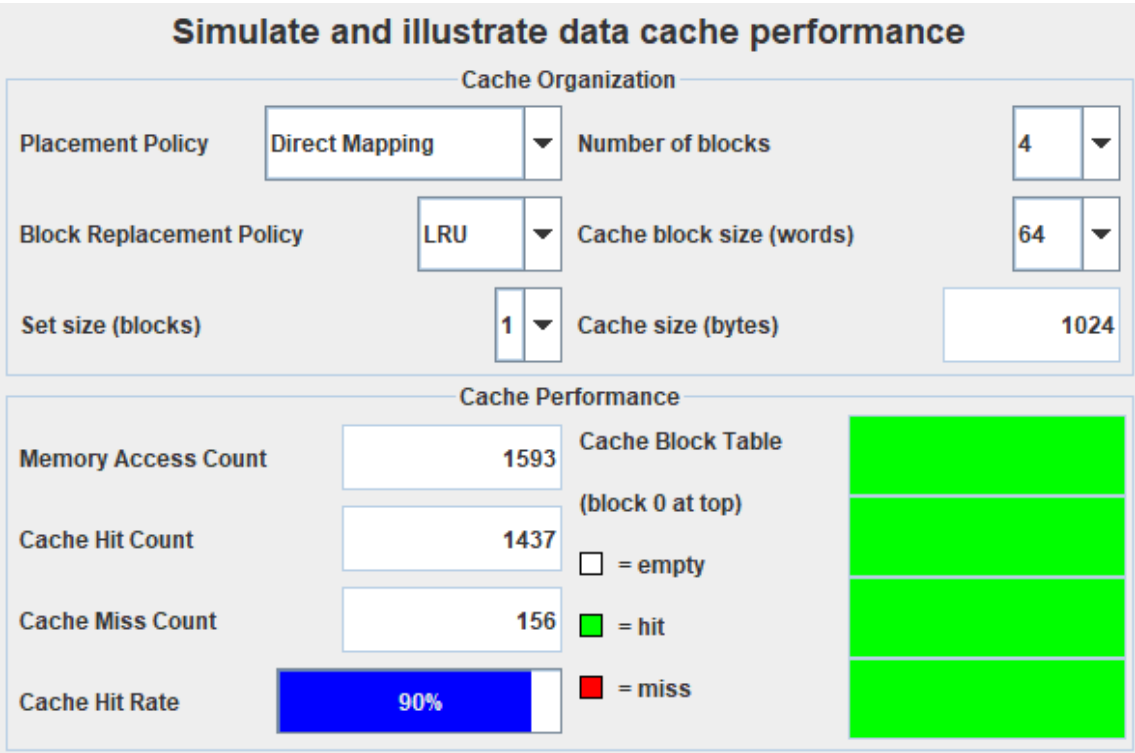 Simulate and illustrate data cache performance
Cache Organization
Placement Policy Direct Mapping Number of blocks 4
Block Replacement Policy LRU Cache block size (words) 64
Set size (blocks) 1 Cache size (bytes) 1024
Cache Performance
Memory Access Count 1593 Cache Block Table
(block 0 at top)
Cache Hit Count 1437
= empty
Cache Miss Count 156 = hit
Cache Hit Rate 90% = miss